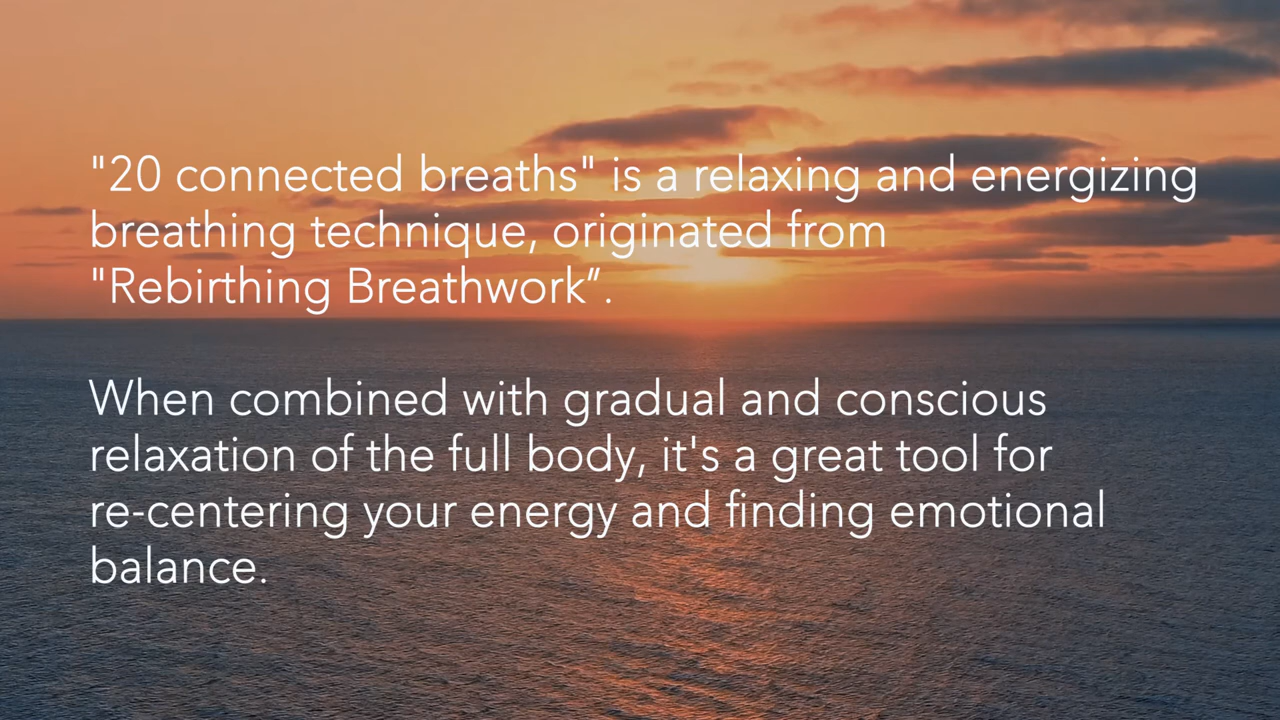 "20 connected breaths" is a relaxing and energizing
breathing technique, originated from
"Rebirthing Breathwork”.
When combined with gradual and conscious
relaxation of the full body, it's a great tool for
re-centering your energy and finding emotional
balance.